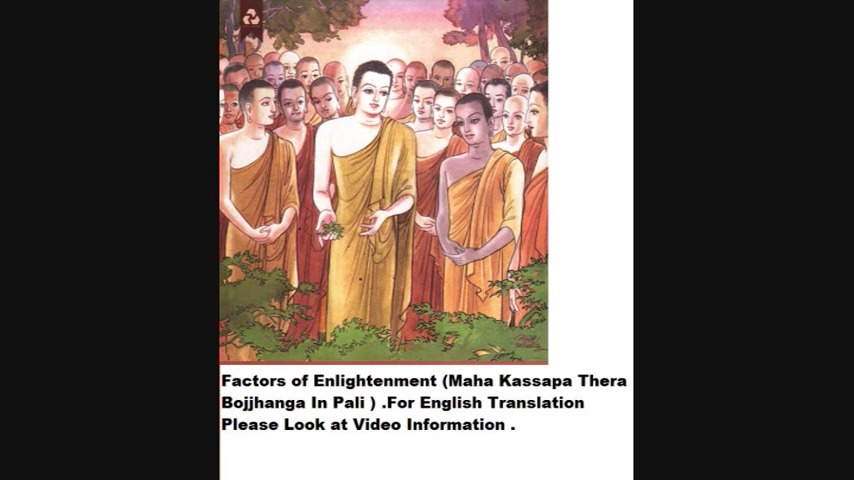 Factors of Enlightenment (Maha Kassapa Thera
Bojjhanga In Pali ) .For English Translation
Please Look at Video Information .